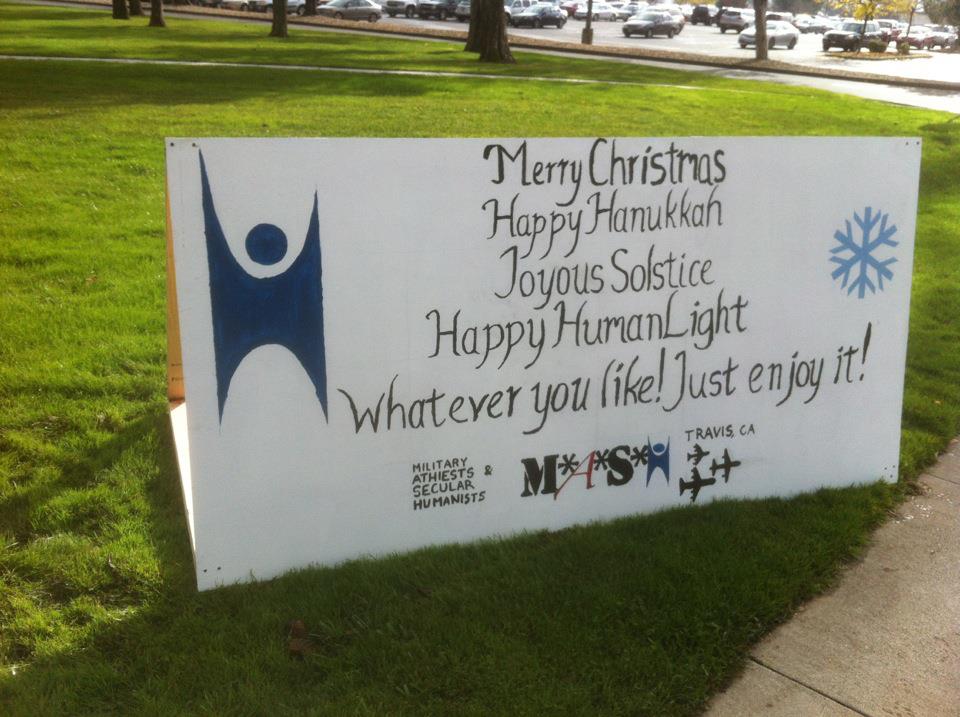 Merry Christmas
Happy Hanukkah
Joyous Solstice
Happy HumanLight
Whatever you like! Just enjoy it!
MILITARY
ATHIESTS &
SECULAR
HUMANISTS
M*A*S*H
TRAVIS, CA